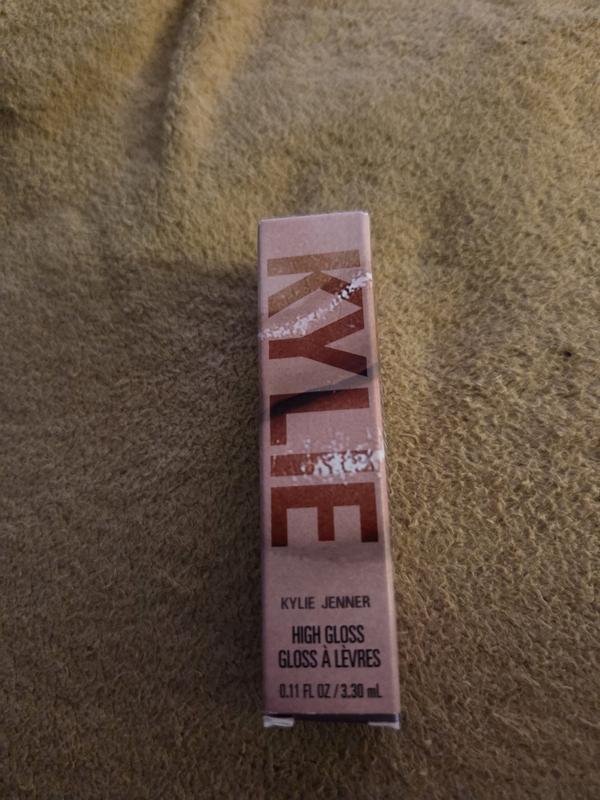 KYLIE
KYLIE JENNER
HIGH GLOSS
GLOSS À LÈVRES
0.11 FL OZ / 3.30 mL